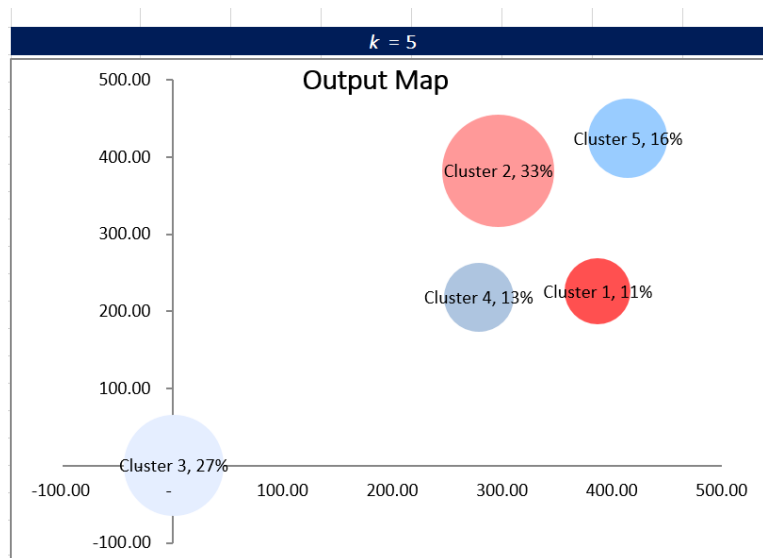 k = 5
Output Map
500.00
Cluster 5, 16%
400.00
Cluster 2, 33%
300.00
Cluster 4, 13%
Cluster 1, 11%
200.00
100.00
Cluster 3, 27%
-100.00 - 100.00 200.00 300.00 400.00 500.00
-100.00